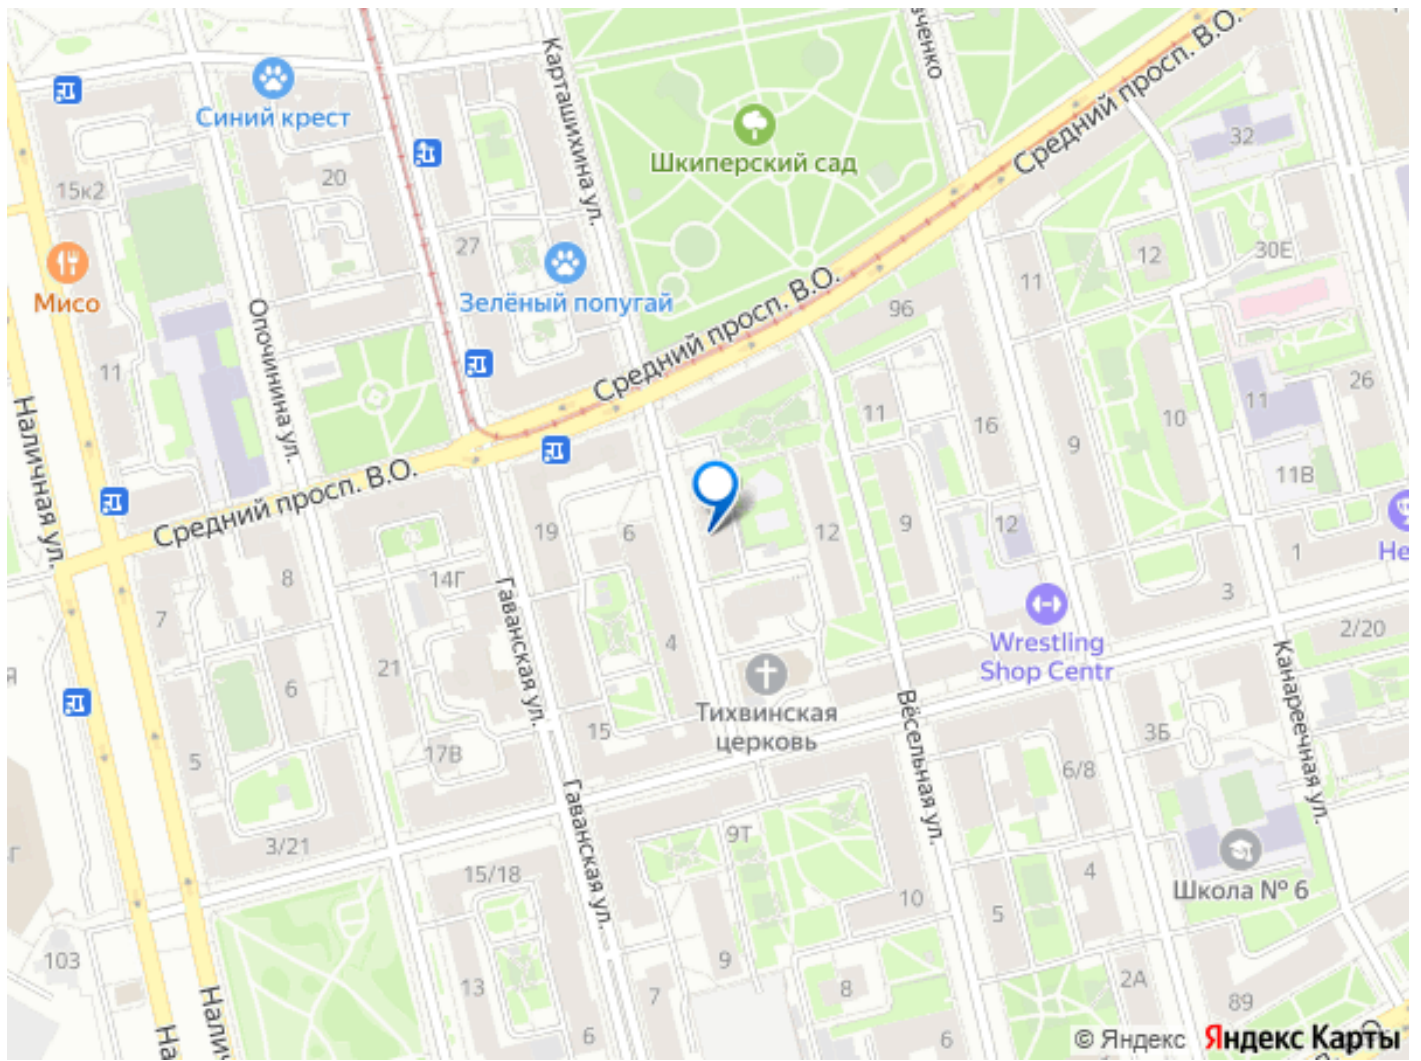 Карташихина ул.
Синий крест
Шкиперский сад
Средний просп. В.О.
32
15к2
20
27
Мисо
Зелёный попугай
12
30Е
11
96
Опочинина ул.
Средний просп. В.О.
11
26
11
11
16
10
9
Наличная ул.
Средний просп. В.О.
11В
19
6
12
9
12
1
8
14Г
Гаванская ул.
7
3
Wrestling
Shop Centr
2/20
21
6
4
Тихвинская
церковь
Вёсельная ул.
Канареечная ул.
15
3Б
5
17В
6/8
Гаванская ул.
3/21
9Т
15/18
4
Школа № 6
10
5
103
13
9
7
8
2А
89
6
6
© Яндекс
Яндекс Карты